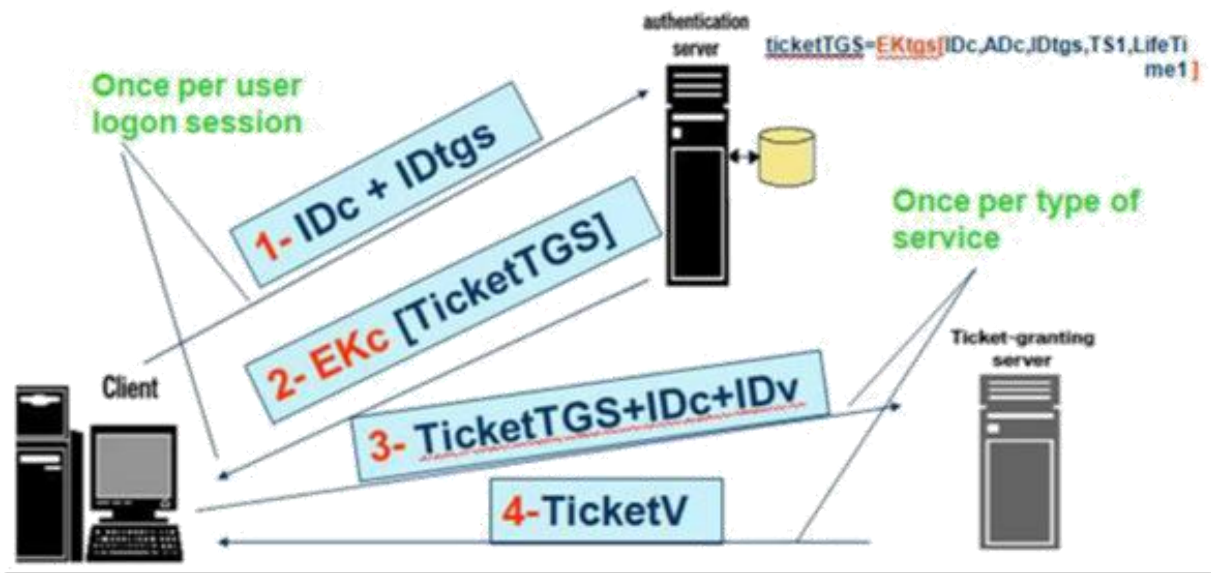 authentication
server
ticketTGS=EKtgs[IDc,ADc,IDtgs,TS1,LifeTi
me1]
Once per user
logon session
1- IDc + IDtgs
2- EKc [TicketTGS]
Once per type of
service
Ticket-granting
server
Client
3- TicketTGS+IDc+IDv
4-TicketV